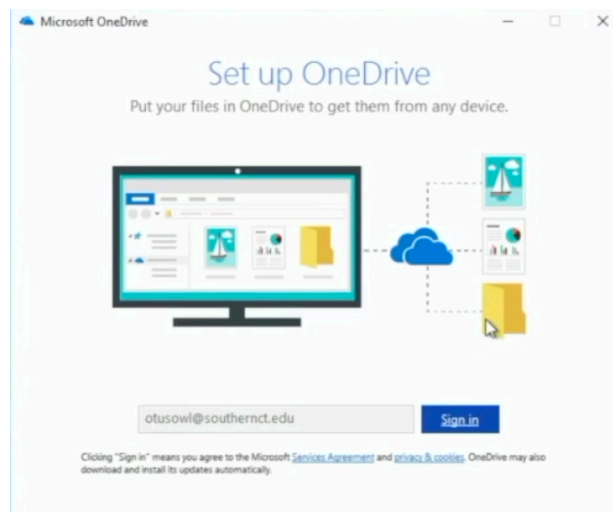 Microsoft OneDrive
Set up OneDrive
Put your files in OneDrive to get them from any device.
otusowl@southernct.edu
Sign in
Clicking "Sign in" means you agree to the Microsoft Services Agreement and privacy & cookies. OneDrive may also
download and install its updates automatically.